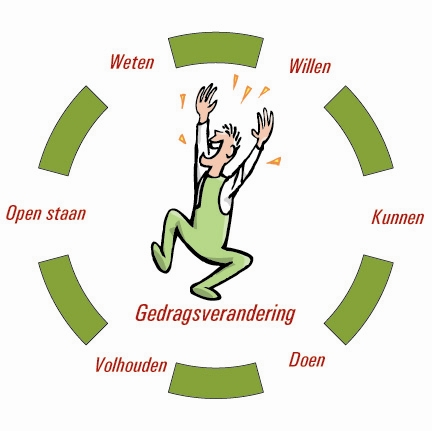 Weten
Willen
Open staan
Kunnen
Gedragsverandering
Volhouden
Doen